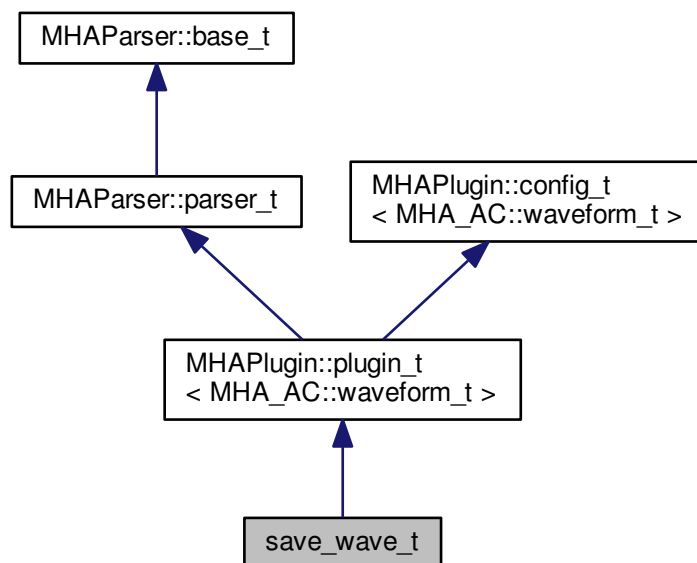 MHAParser::base_t
MHAParser::parser_t
MHAPlugin::config_t
< MHA_AC::waveform_t >
MHAPlugin::plugin_t
< MHA_AC::waveform_t >
save_wave_t